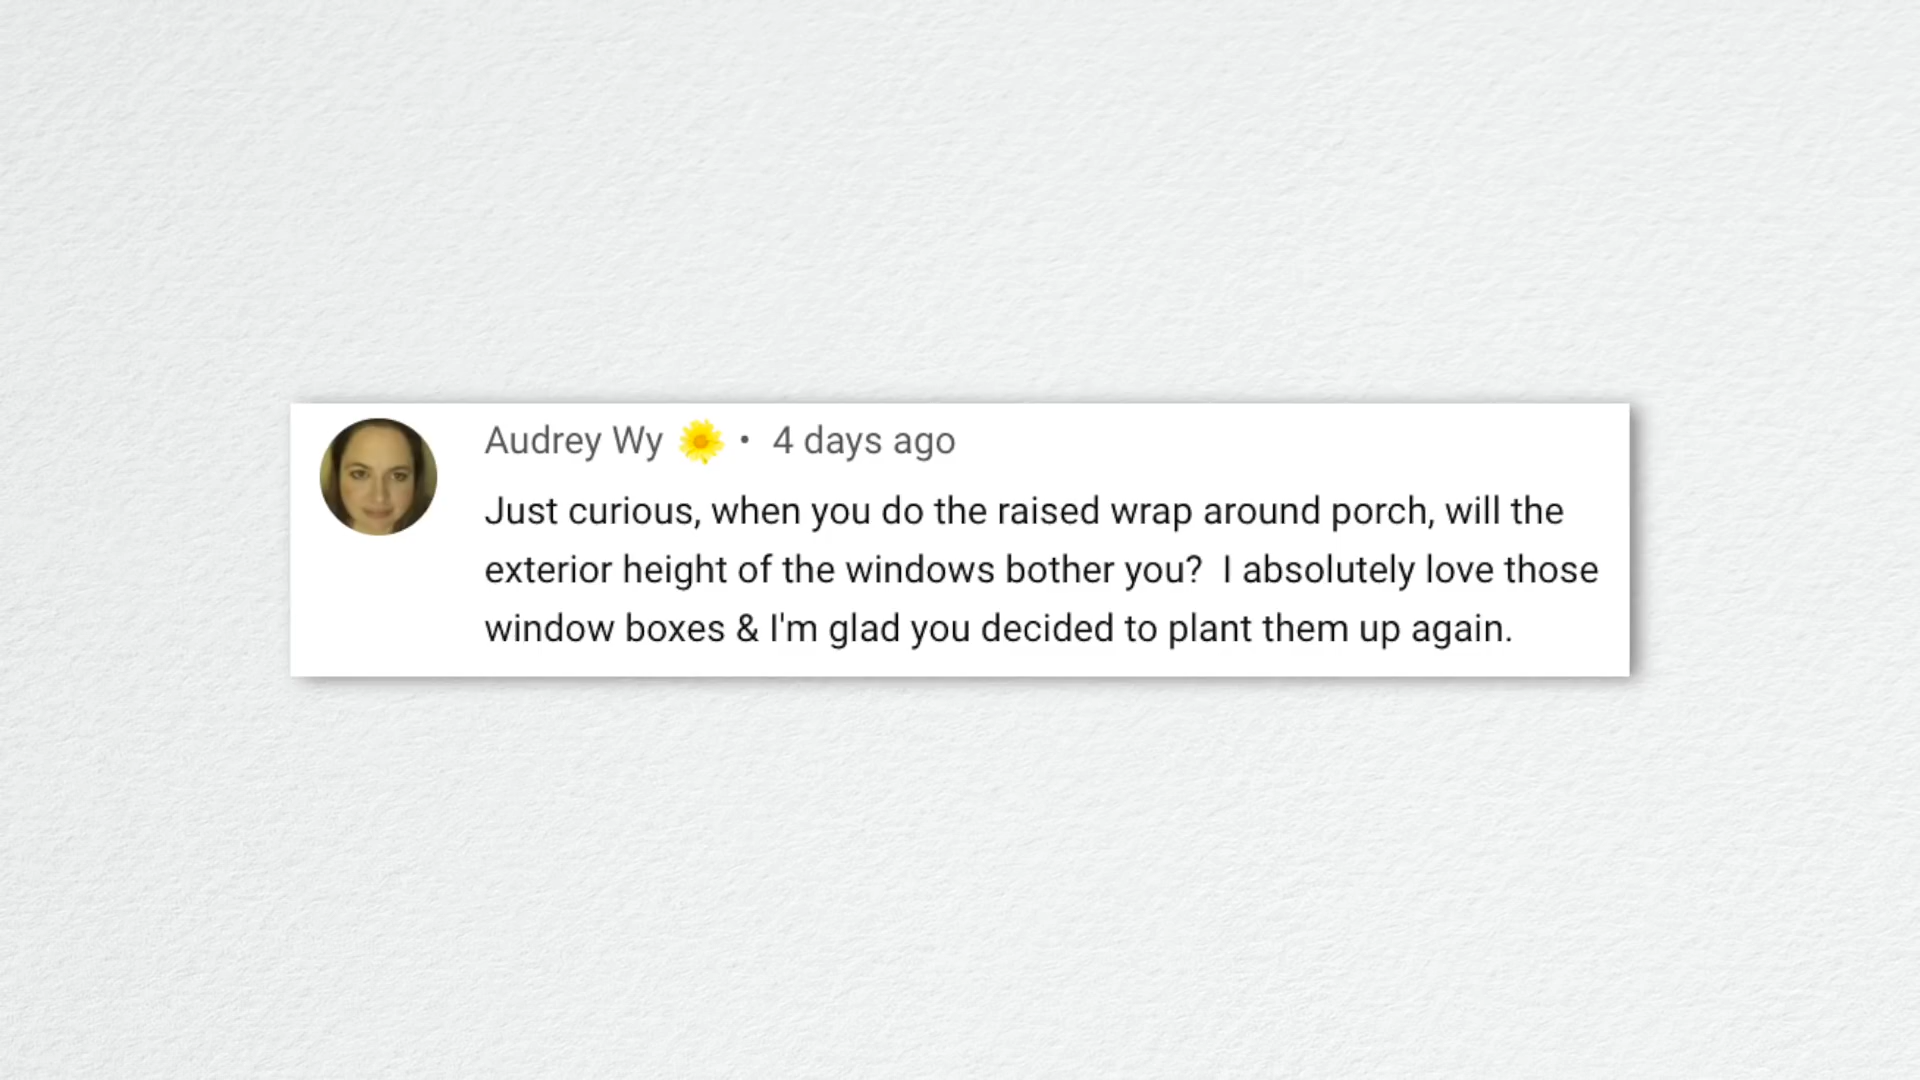 Audrey Wy 🌼 • 4 days ago
Just curious, when you do the raised wrap around porch, will the
exterior height of the windows bother you?  I absolutely love those
window boxes & I'm glad you decided to plant them up again.